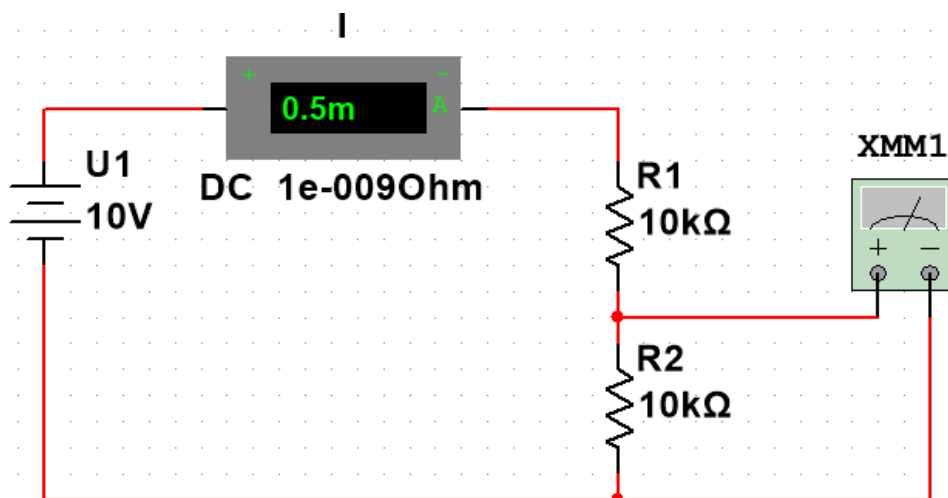 I
+ −
0.5m A
DC 1e-009Ohm
U1
10V
R1
10kΩ
XMM1
+ −
R2
10kΩ